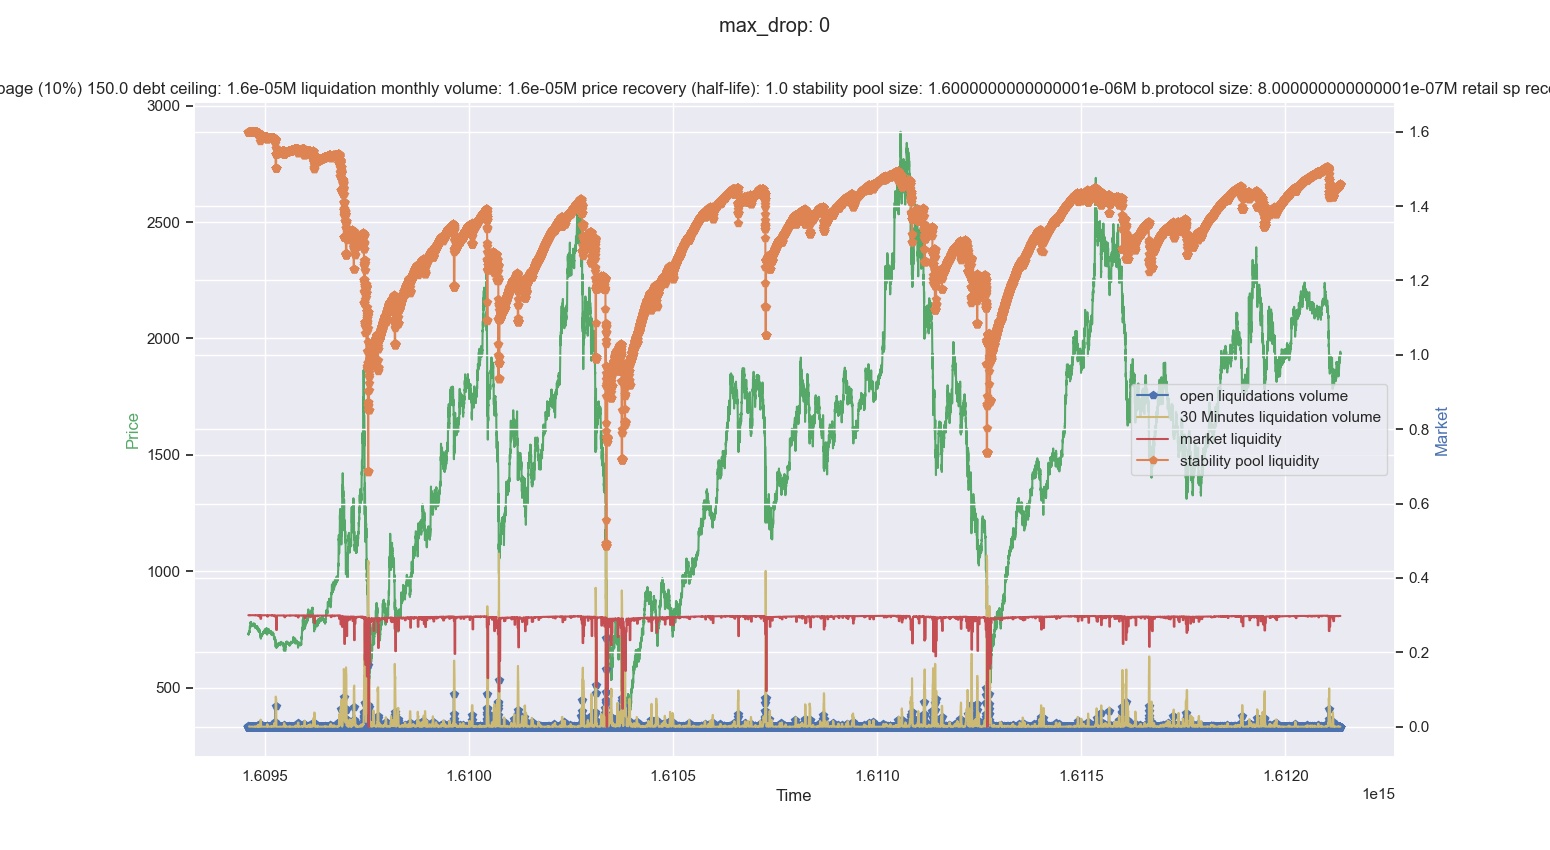 max_drop: 0
(10%) 150.0 debt ceiling: 1.6e-05M liquidation monthly volume: 1.6e-05M price recovery (half-life): 1.0 stability pool size: 1.6000000000000001e-06M b.protocol size: 8.000000000000001e-07M retail sp
3000
2500
2000
1500
1000
500
Price
1.6
1.4
1.2
1.0
0.8
0.6
0.4
0.2
0.0
Market
open liquidations volume
30 Minutes liquidation volume
market liquidity
stability pool liquidity
1.6095 1.6100 1.6105 1.6110 1.6115 1.6120
Time
1e15